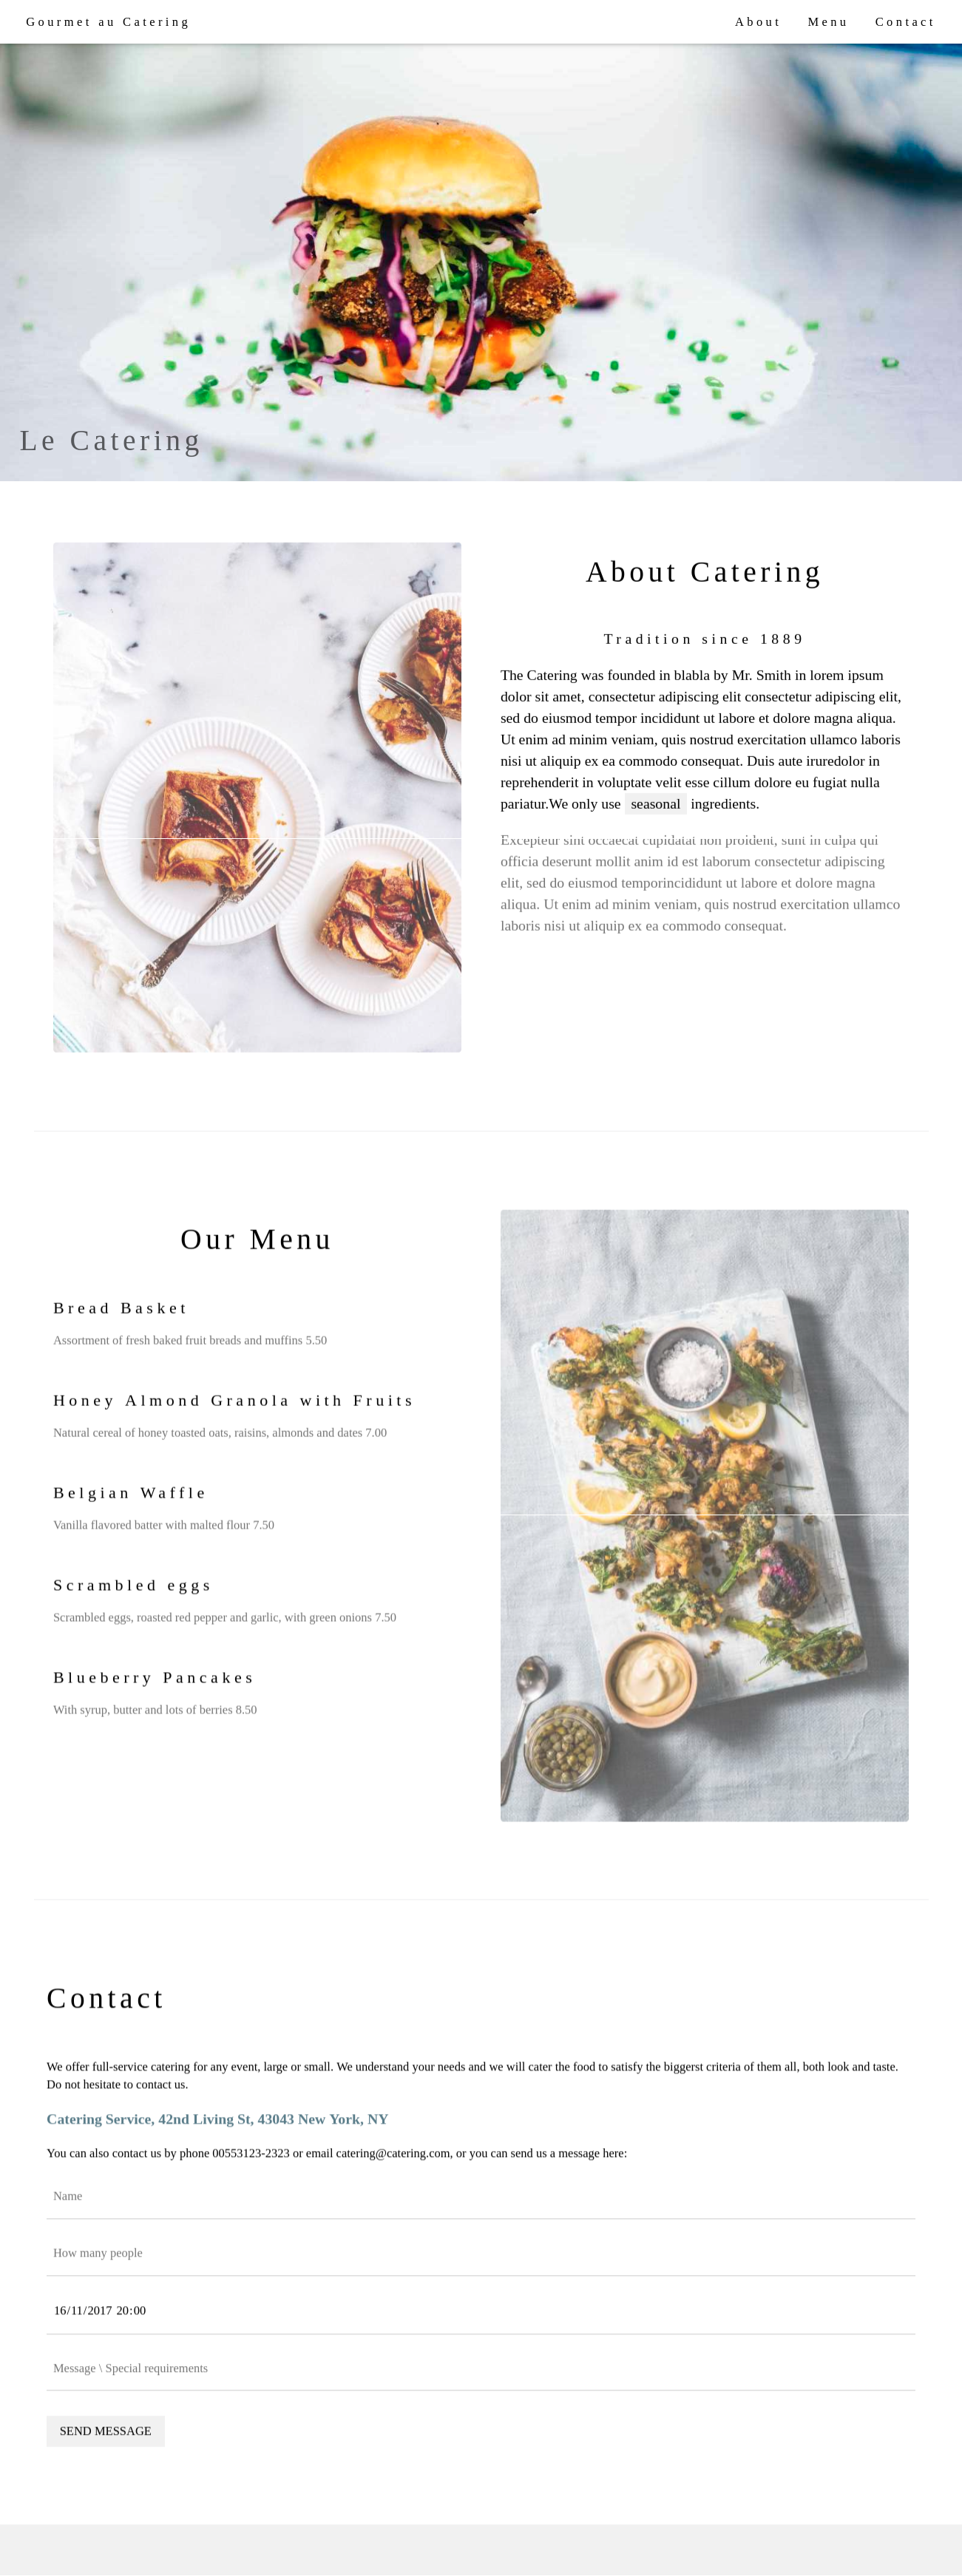 Gourmet au Catering
About Menu Contact
Le Catering
About Catering
Tradition since 1889
The Catering was founded in blabla by Mr. Smith in lorem ipsum
dolor sit amet, consectetur adipiscing elit consectetur adipiscing elit,
sed do eiusmod tempor incididunt ut labore et dolore magna aliqua.
Ut enim ad minim veniam, quis nostrud exercitation ullamco laboris
nisi ut aliquip ex ea commodo consequat. Duis aute iruredolor in
reprehenderit in voluptate velit esse cillum dolore eu fugiat nulla
pariatur.We only use seasonal ingredients.
Excepteur sint occaecat cupidatat non proident, sunt in culpa qui
officia deserunt mollit anim id est laborum consectetur adipiscing
elit, sed do eiusmod temporincididunt ut labore et dolore magna
aliqua. Ut enim ad minim veniam, quis nostrud exercitation ullamco
laboris nisi ut aliquip ex ea commodo consequat.
Our Menu
Bread Basket
Assortment of fresh baked fruit breads and muffins 5.50
Honey Almond Granola with Fruits
Natural cereal of honey toasted oats, raisins, almonds and dates 7.00
Belgian Waffle
Vanilla flavored batter with malted flour 7.50
Scrambled eggs
Scrambled eggs, roasted red pepper and garlic, with green onions 7.50
Blueberry Pancakes
With syrup, butter and lots of berries 8.50
Contact
We offer full-service catering for any event, large or small. We understand your needs and we will cater the food to satisfy the biggerst criteria of them all, both look and taste.
Do not hesitate to contact us.
Catering Service, 42nd Living St, 43043 New York, NY
You can also contact us by phone 00553123-2323 or email catering@catering.com, or you can send us a message here:
Name
How many people
16/11/2017 20:00
Message \ Special requirements
SEND MESSAGE